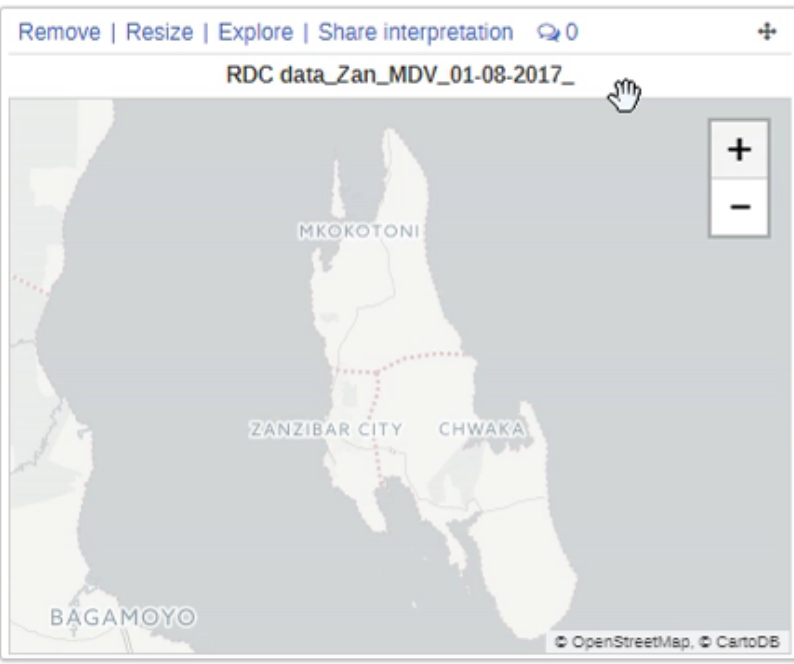 Remove | Resize | Explore | Share interpretation 0
RDC data_Zan_MDV_01-08-2017_
+
−
MKOKOTONI
ZANZIBAR CITY CHWAKA
BAGAMOYO
© OpenStreetMap, © CartoDB